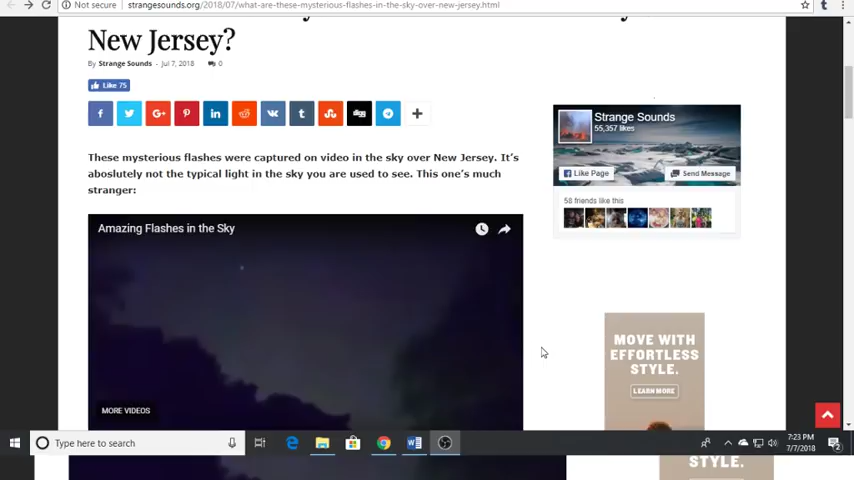 Not secure strangesounds.org/2018/07/what-are-these-mysterious-flashes-in-the-sky-over-new-jersey.html
New Jersey?
By Strange Sounds - Jul 7, 2018 0
Like 75
Strange Sounds
55,357 likes
Like Page Send Message
58 friends like this
These mysterious flashes were captured on video in the sky over New Jersey. It's
absolutely not the typical light in the sky you are used to see. This one's much
stranger:
Amazing Flashes in the Sky
MORE VIDEOS
MOVE WITH
EFFORTLESS
STYLE.
LEARN MORE
Type here to search
7:23 PM
7/7/2018
2
STYLE.